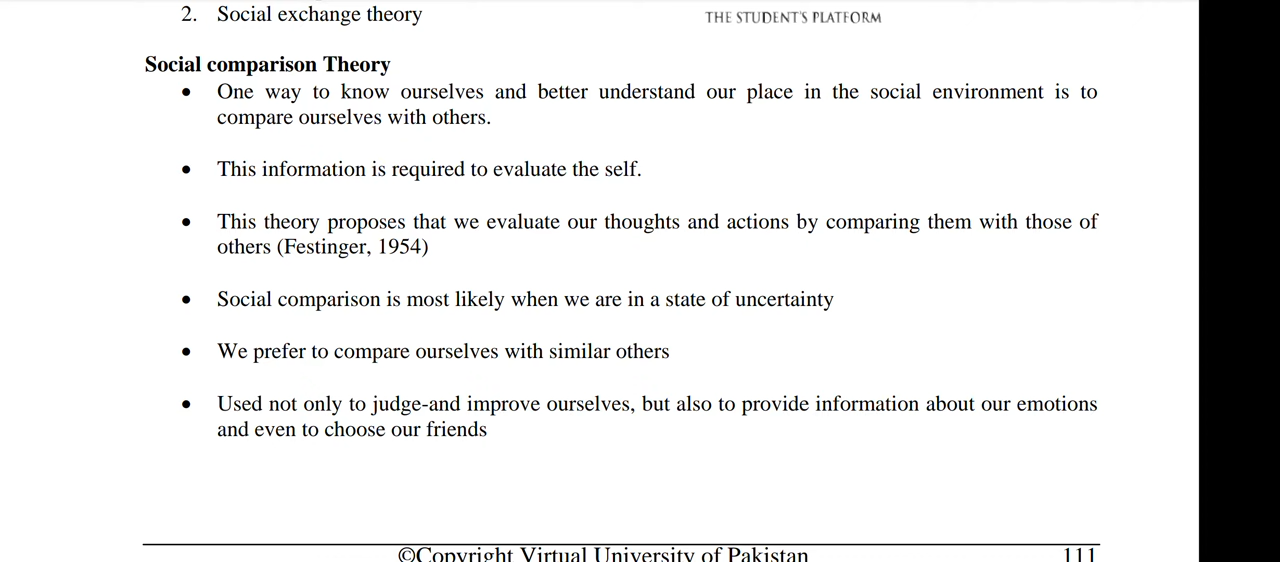 2. Social exchange theory
THE STUDENT'S PLATFORM
Social comparison Theory
• One way to know ourselves and better understand our place in the social environment is to
compare ourselves with others.
• This information is required to evaluate the self.
• This theory proposes that we evaluate our thoughts and actions by comparing them with those of
others (Festinger, 1954)
• Social comparison is most likely when we are in a state of uncertainty
• We prefer to compare ourselves with similar others
• Used not only to judge-and improve ourselves, but also to provide information about our emotions
and even to choose our friends
©Copyright Virtual University of Pakistan 111